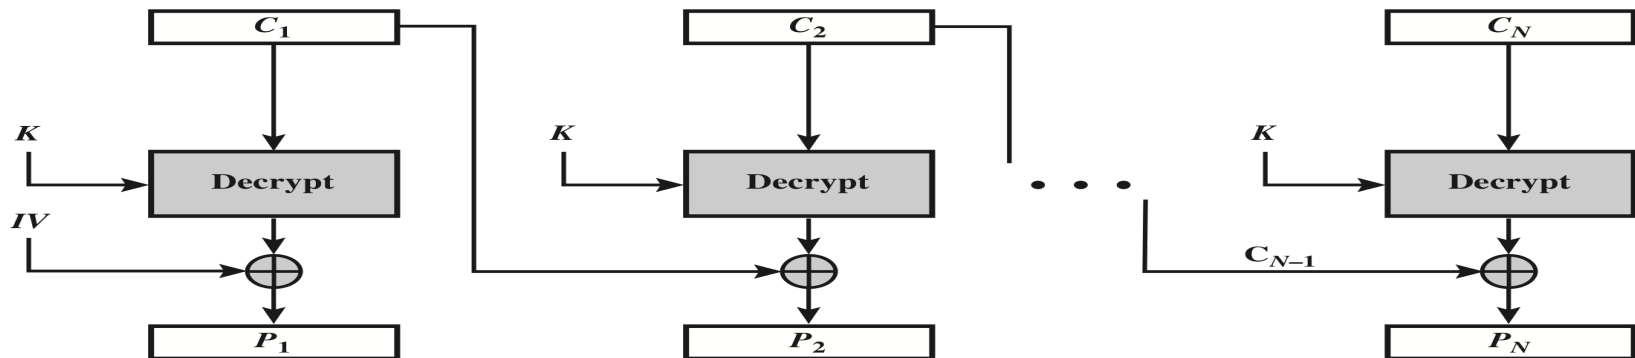 C1 C2 CN
K K K
Decrypt Decrypt Decrypt
IV
CN–1
P1 P2 PN